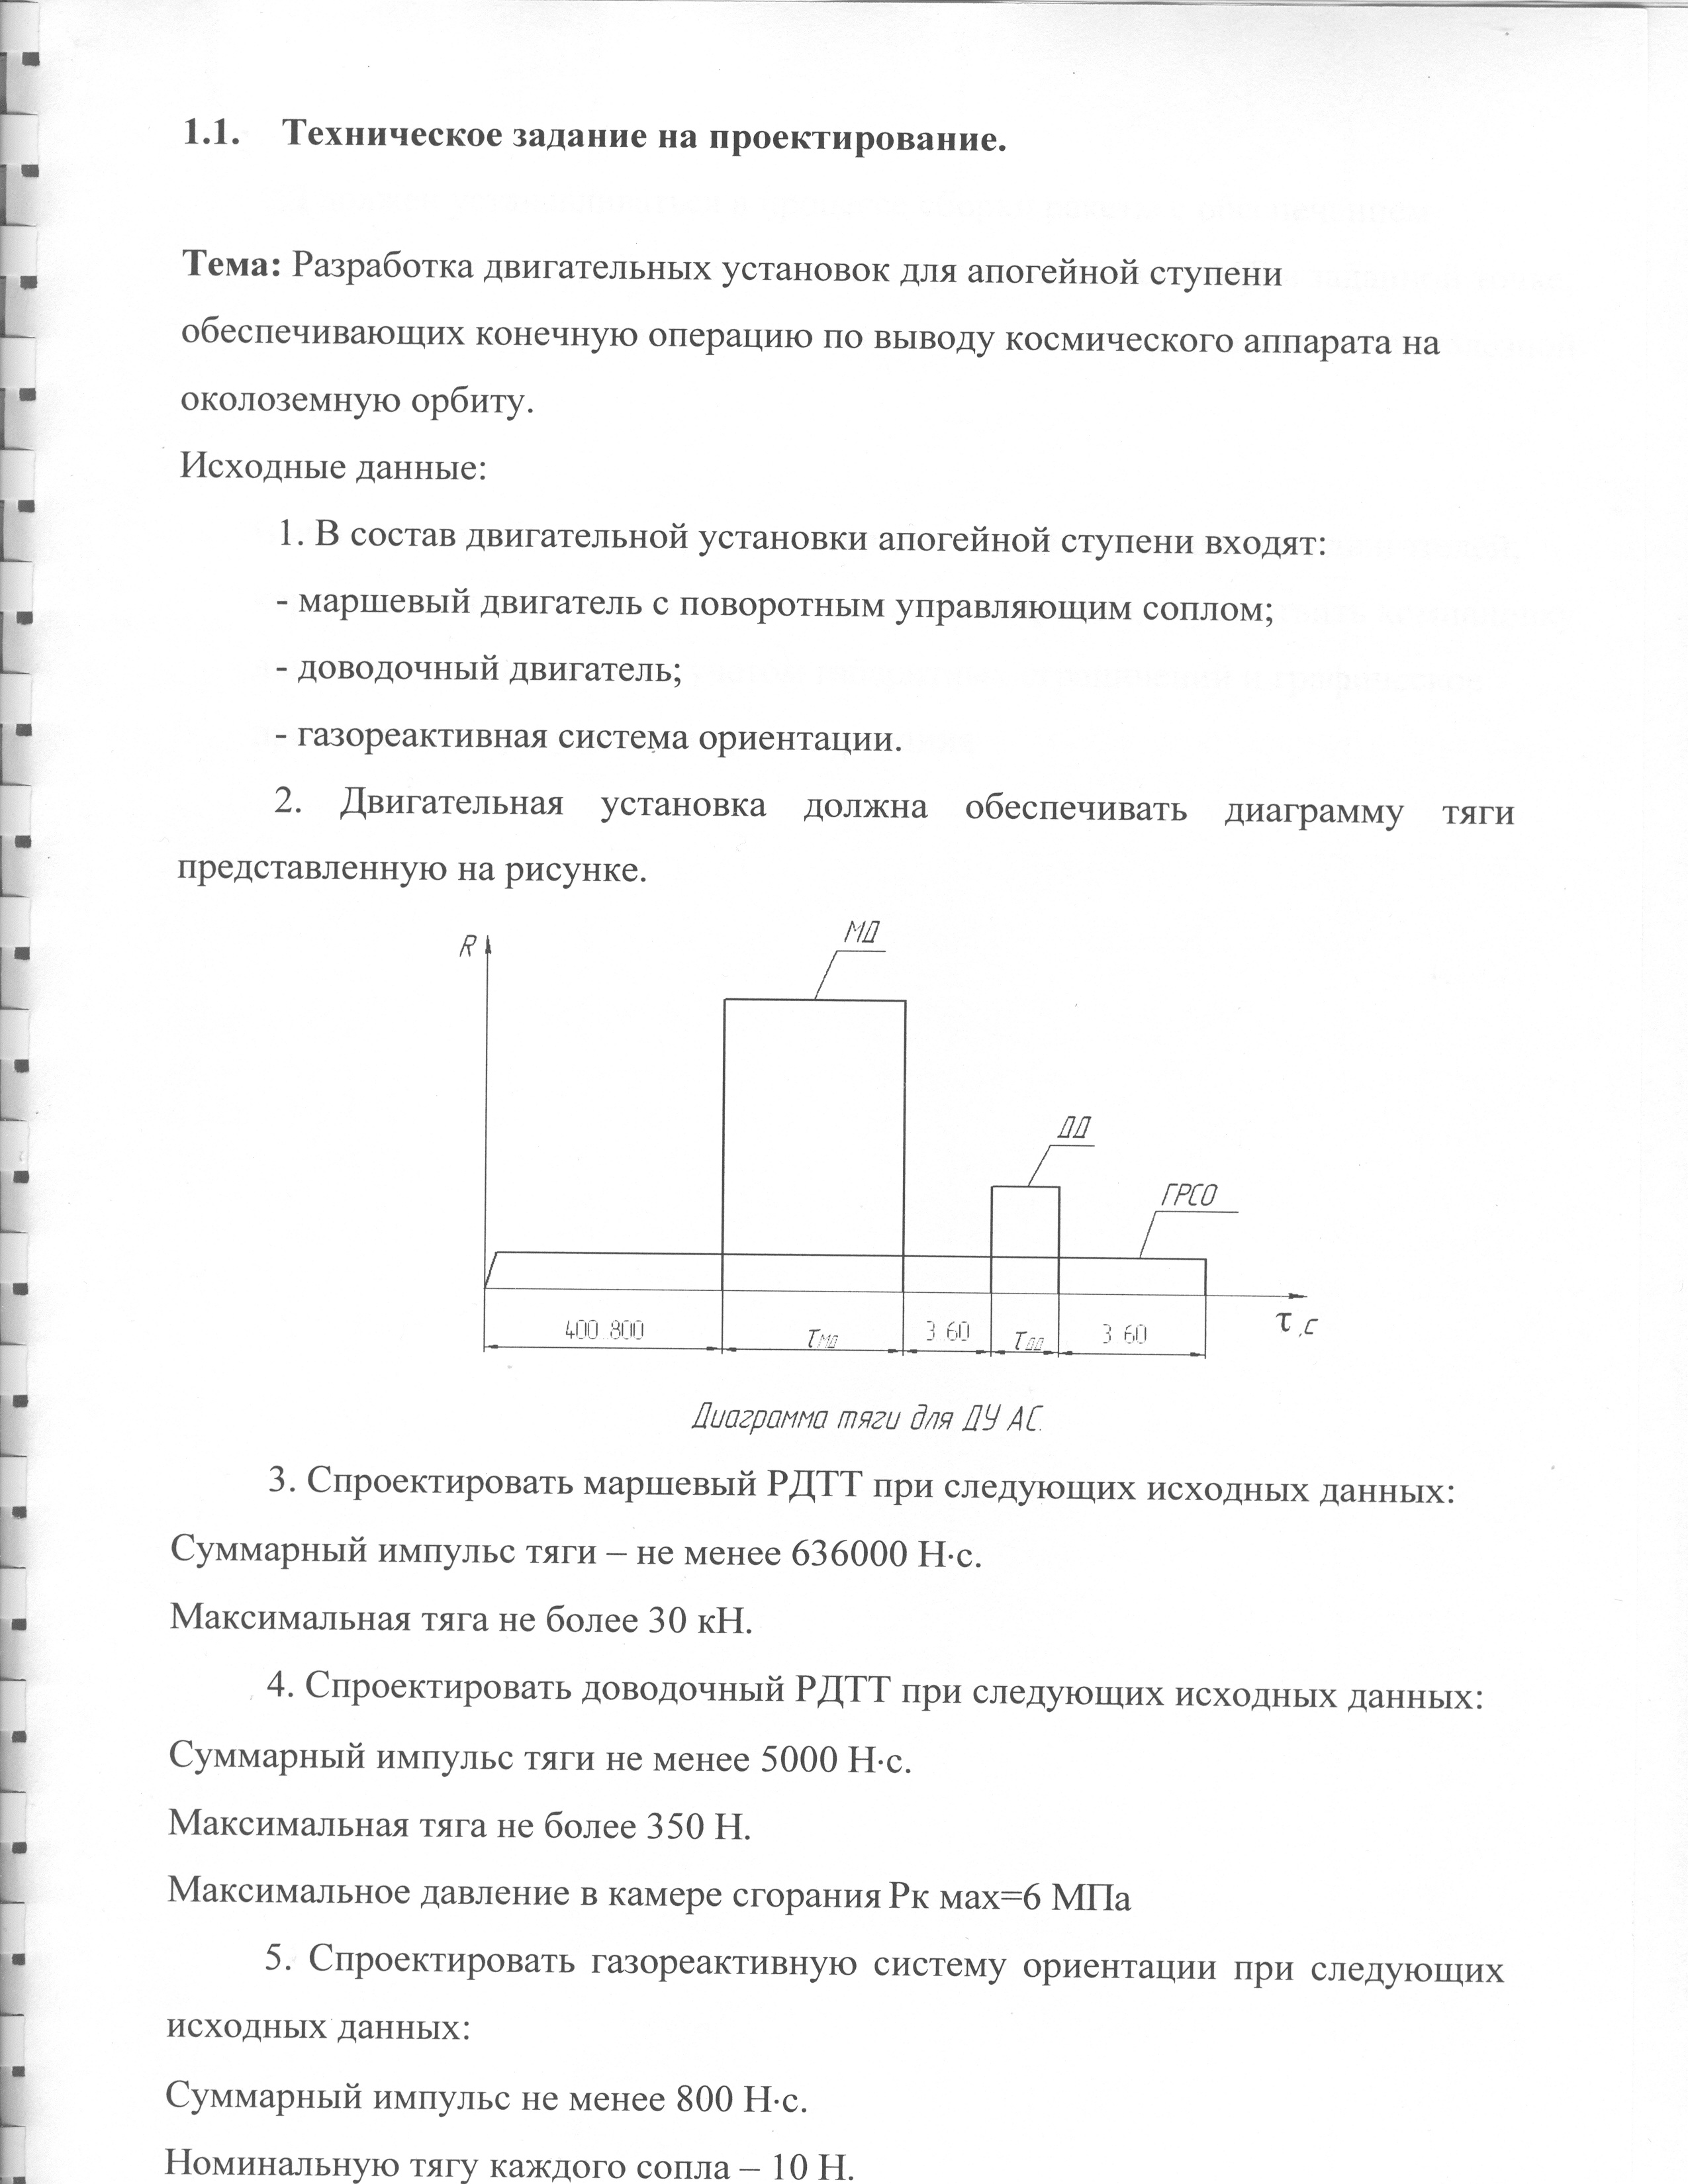 1.1. Техническое задание на проектирование.
Тема: Разработка двигательных установок для апогейной ступени
обеспечивающих конечную операцию по выводу космического аппарата на
околоземную орбиту.
Исходные данные:
1. В состав двигательной установки апогейной ступени входят:
- маршевый двигатель с поворотным управляющим соплом;
- доводочный двигатель;
- газореактивная система ориентации.
2. Двигательная установка должна обеспечивать диаграмму тяги
представленную на рисунке.
R
МД
ДД
ГРСО
400...800
τмд
3...60
τдд
3...60
τ,с
Диаграмма тяги для ДУ АС.
3. Спроектировать маршевый РДТТ при следующих исходных данных:
Суммарный импульс тяги – не менее 636000 Н·с.
Максимальная тяга не более 30 кН.
4. Спроектировать доводочный РДТТ при следующих исходных данных:
Суммарный импульс тяги не менее 5000 Н·с.
Максимальная тяга не более 350 Н.
Максимальное давление в камере сгорания Рк мах=6 МПа
5. Спроектировать газореактивную систему ориентации при следующих
исходных данных:
Суммарный импульс не менее 800 Н·с.
Номинальную тягу каждого сопла – 10 Н.